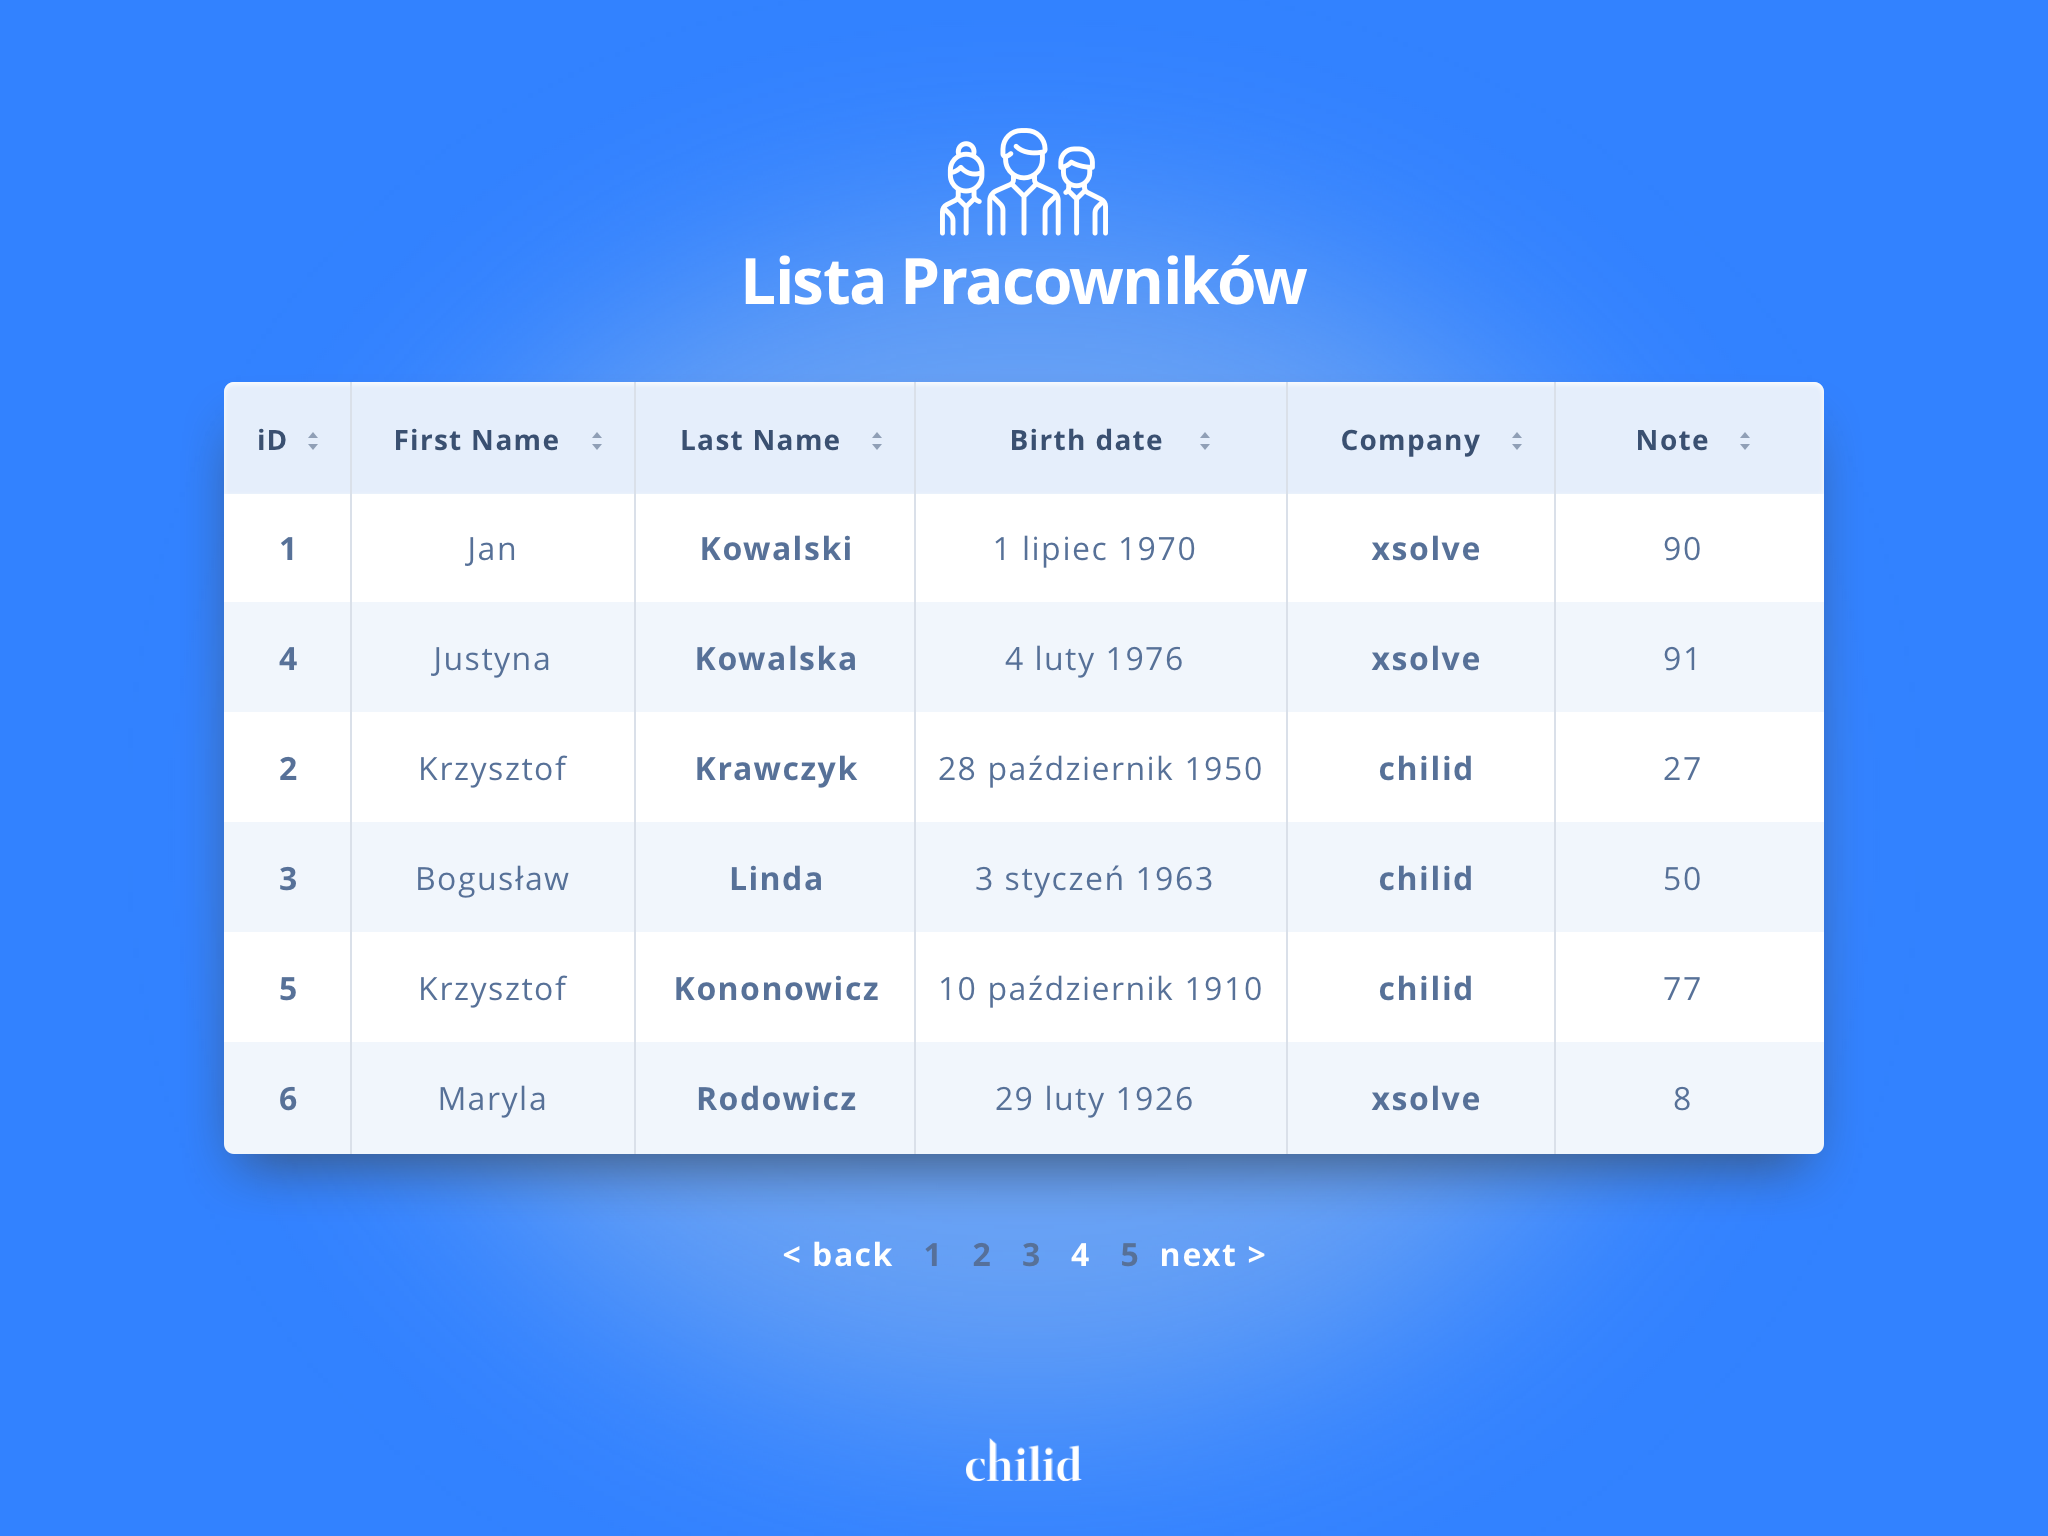 Lista Pracowników
iD First Name Last Name Birth date Company Note
1 Jan Kowalski 1 lipiec 1970 xsolve 90
4 Justyna Kowalska 4 luty 1976 xsolve 91
2 Krzysztof Krawczyk 28 październik 1950 chilid 27
3 Bogusław Linda 3 styczeń 1963 chilid 50
5 Krzysztof Kononowicz 10 październik 1910 chilid 77
6 Maryla Rodowicz 29 luty 1926 xsolve 8
< back 1 2 3 4 5 next >
chilid